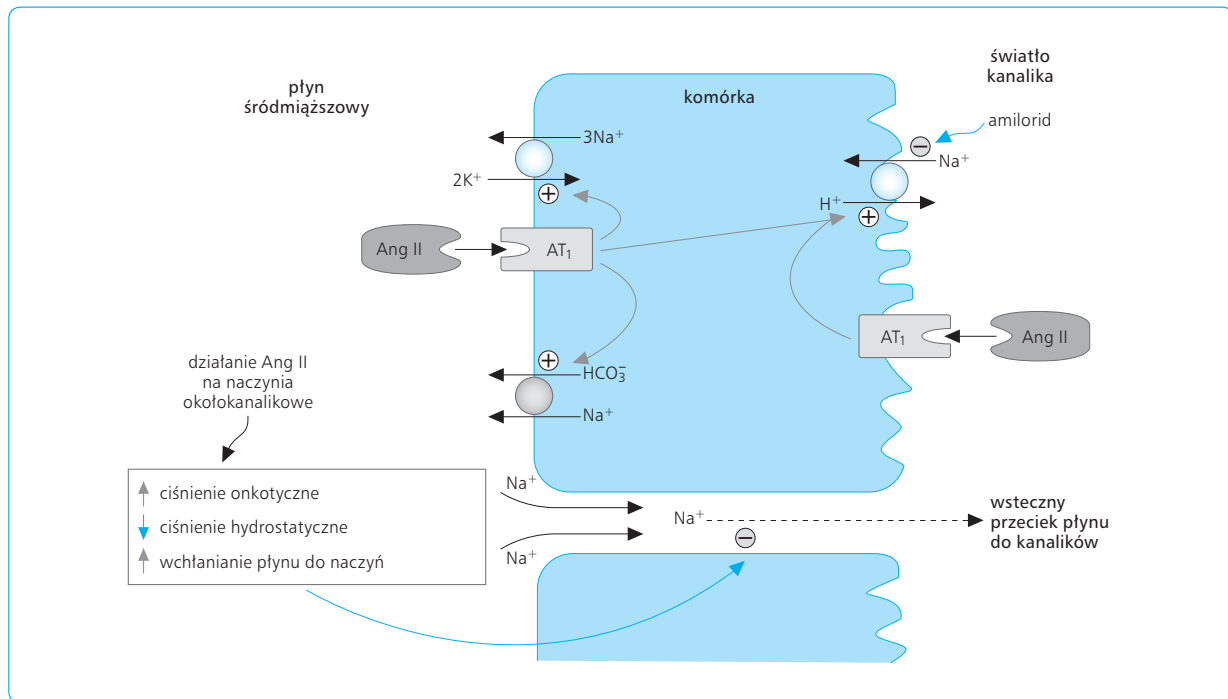 płyn
śródmiąższowy
komórka
światło
kanalika
amilorid
3Na⁺
2K⁺
Na⁺
H⁺
+
+
−
Ang II
AT₁
AT₁
Ang II
+
HCO₃⁻
Na⁺
działanie Ang II
na naczynia
okołokanalikowe
ciśnienie onkotyczne
ciśnienie hydrostatyczne
wchłanianie płynu do naczyń
Na⁺
Na⁺
Na⁺
−
wsteczny
przeciek płynu
do kanalików